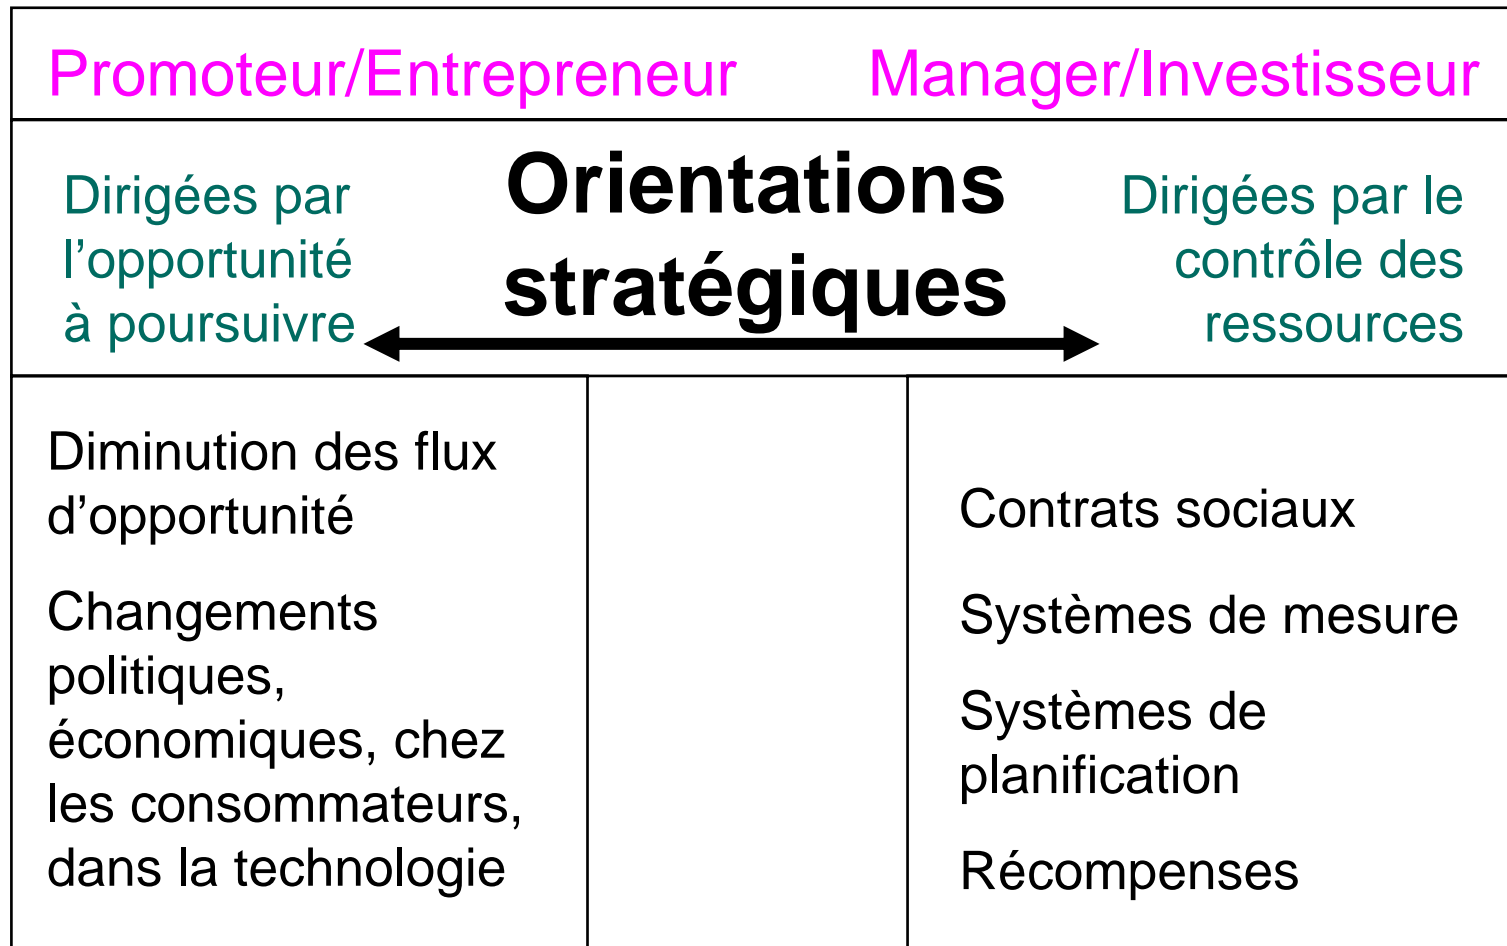 Promoteur/Entrepreneur Manager/Investisseur
Dirigées par
l’opportunité
à poursuivre
Orientations
stratégiques
Dirigées par le
contrôle des
ressources
Diminution des flux
d’opportunité
Changements
politiques,
économiques, chez
les consommateurs,
dans la technologie
Contrats sociaux
Systèmes de mesure
Systèmes de
planification
Récompenses